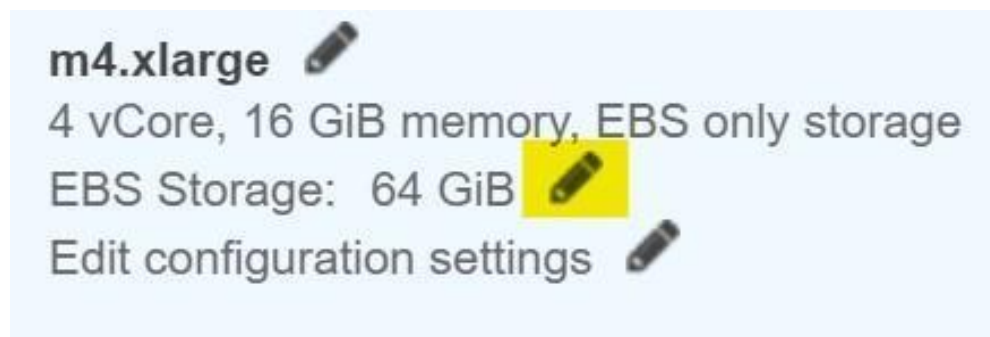 m4.xlarge
4 vCore, 16 GiB memory, EBS only storage
EBS Storage: 64 GiB
Edit configuration settings